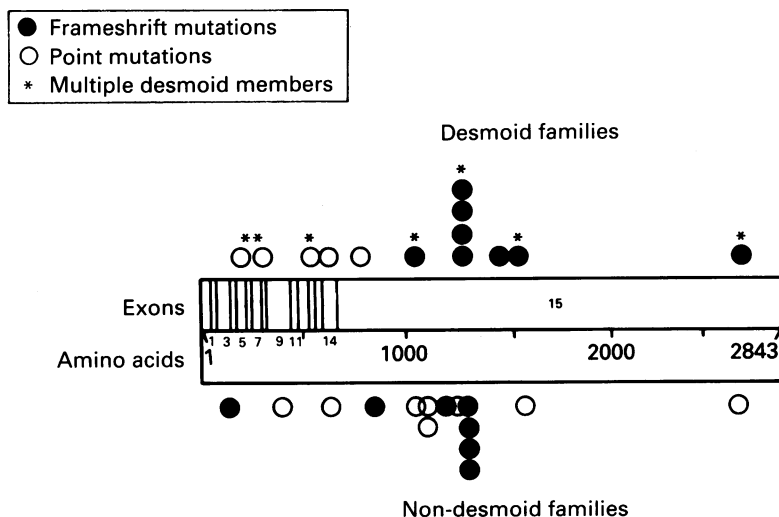 Frameshrift mutations
Point mutations
* Multiple desmoid members
Desmoid families
*
* * * * * *
Exons 15
1 3 5 7 9 11 14
Amino acids 1 1000 2000 2843
Non-desmoid families